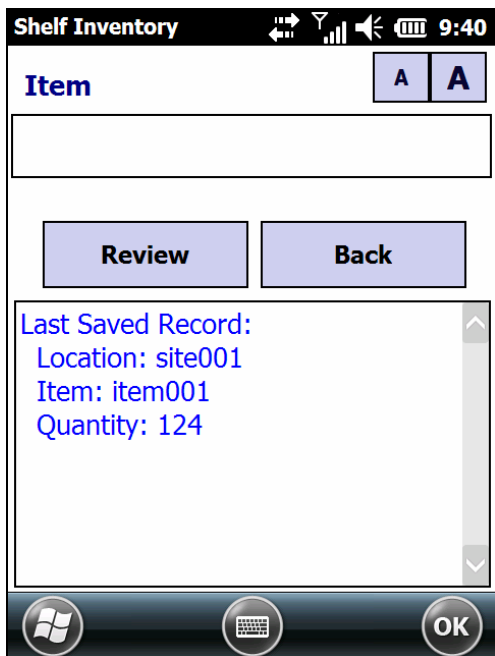 Shelf Inventory 9:40
Item A A
Review Back
Last Saved Record:
Location: site001
Item: item001
Quantity: 124
OK